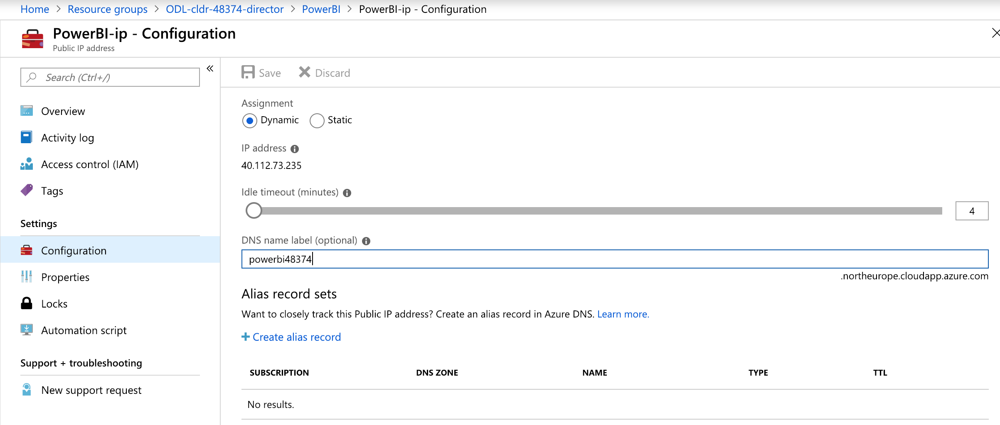 Home > Resource groups > ODL-cldr-48374-director > PowerBI > PowerBI-ip - Configuration
PowerBI-ip - Configuration
Public IP address
Search (Ctrl+/)
Overview
Activity log
Access control (IAM)
Tags
Settings
Configuration
Properties
Locks
Automation script
Support + troubleshooting
New support request
Save Discard
Assignment
Dynamic Static
IP address
40.112.73.235
Idle timeout (minutes)
4
DNS name label (optional)
powerbi48374
.northeurope.cloudapp.azure.com
Alias record sets
Want to closely track this Public IP address? Create an alias record in Azure DNS. Learn more.
+ Create alias record
SUBSCRIPTION DNS ZONE NAME TYPE TTL
No results.